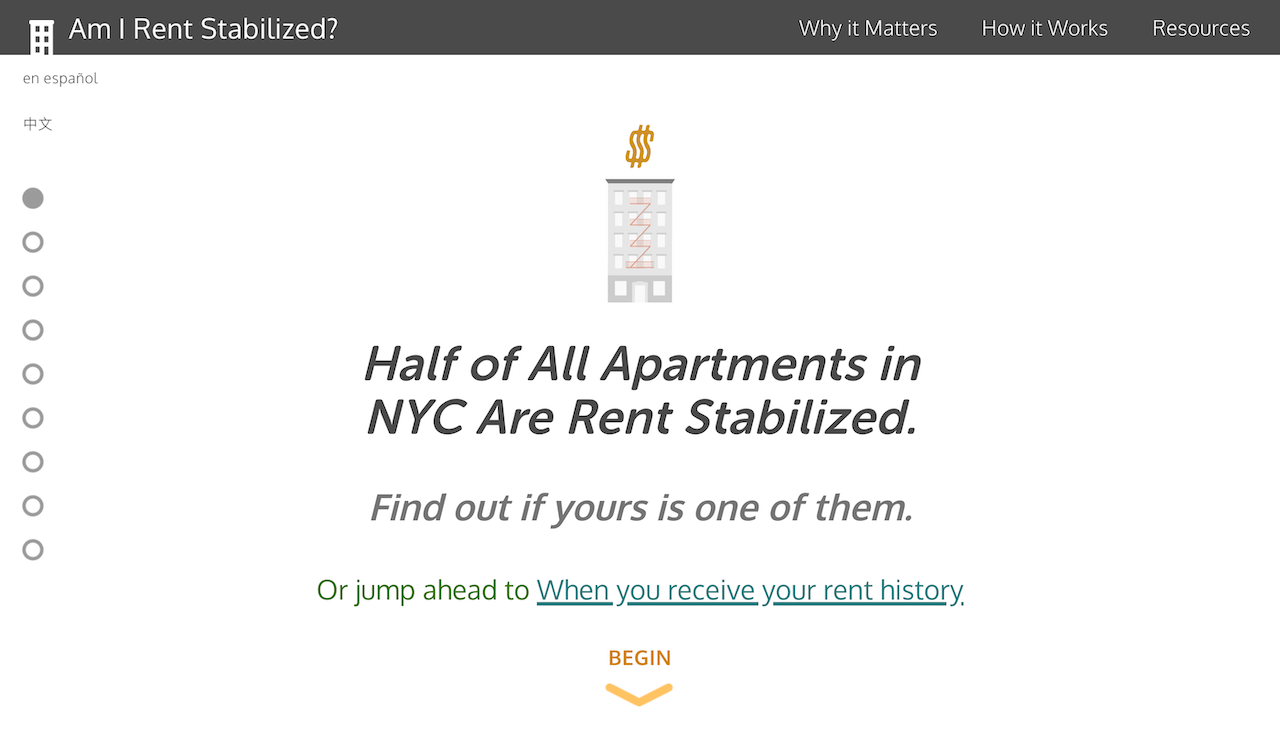 Am I Rent Stabilized?
Why it Matters
How it Works
Resources
en español
中文
$$$
Half of All Apartments in
NYC Are Rent Stabilized.
Find out if yours is one of them.
Or jump ahead to When you receive your rent history
BEGIN